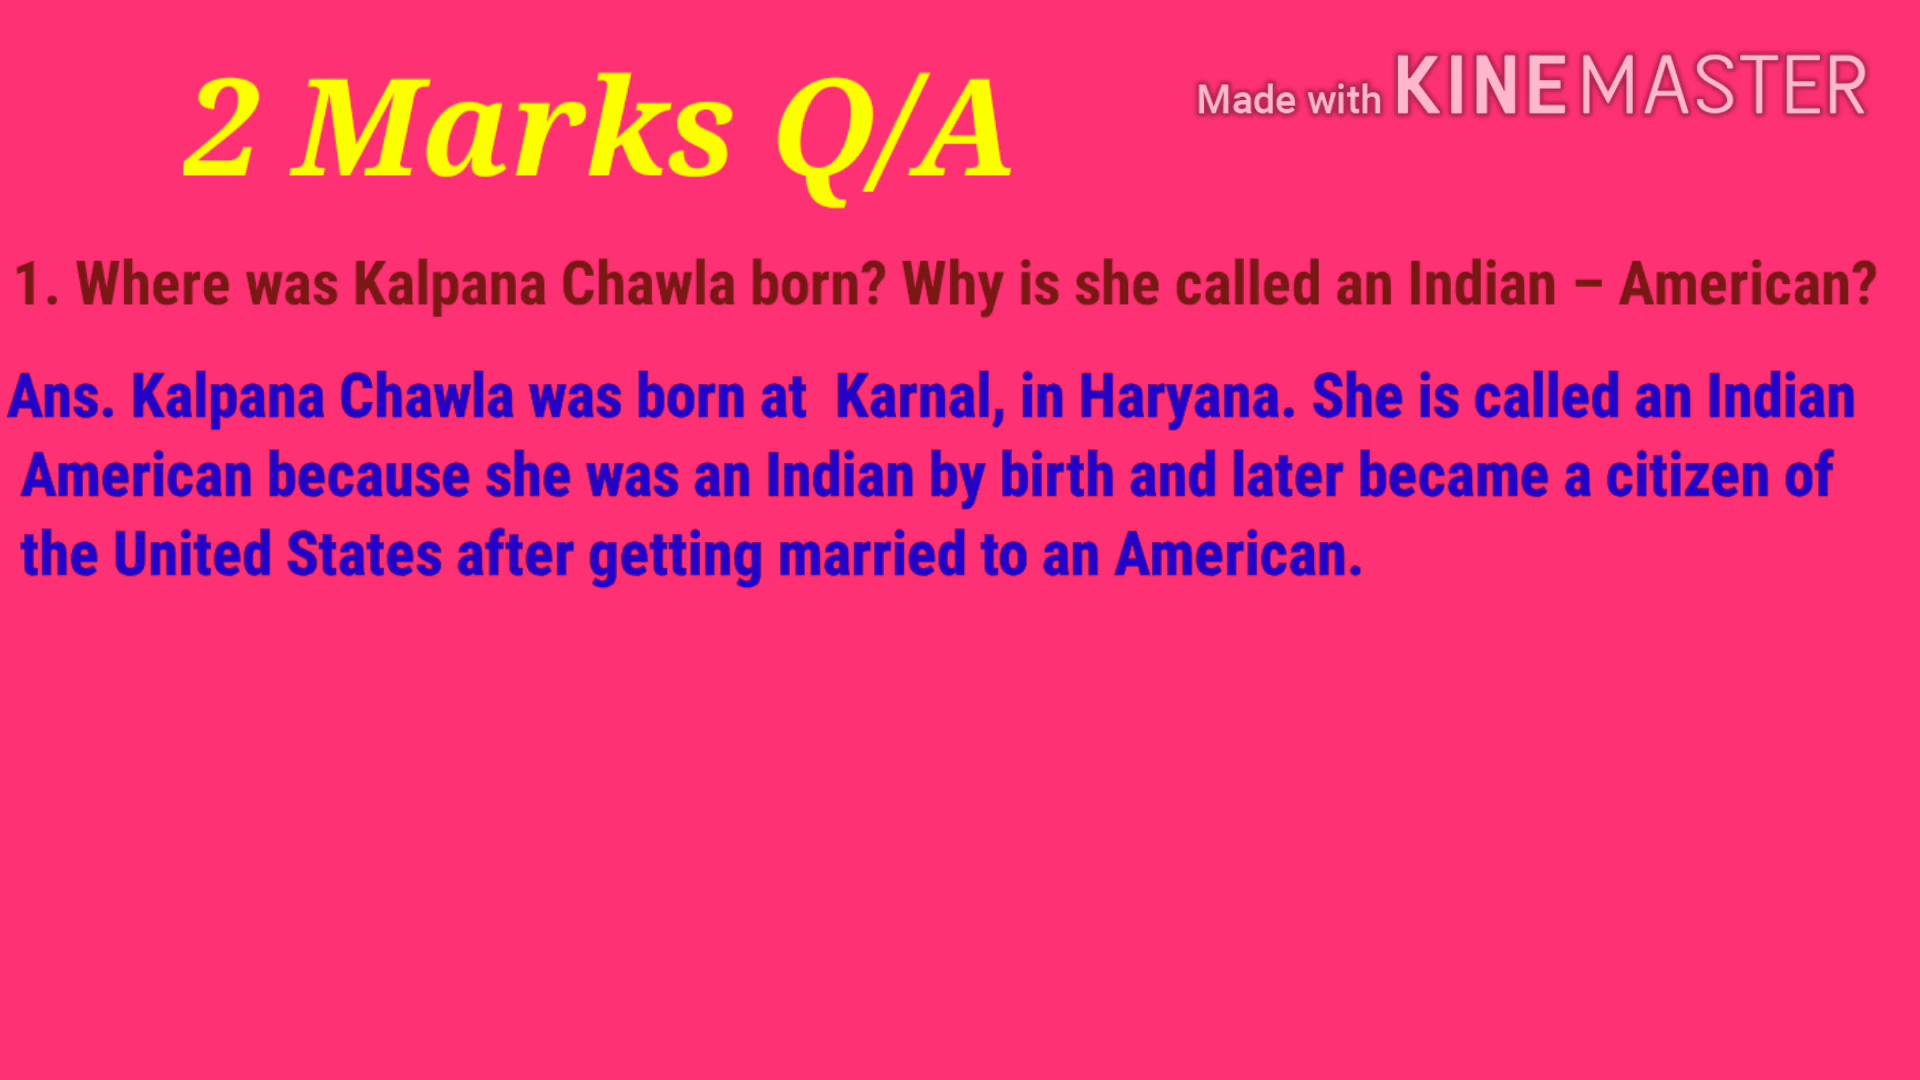 2 Marks Q/A
Made with KINEMASTER
1. Where was Kalpana Chawla born? Why is she called an Indian – American?
Ans. Kalpana Chawla was born at Karnal, in Haryana. She is called an Indian
American because she was an Indian by birth and later became a citizen of
the United States after getting married to an American.